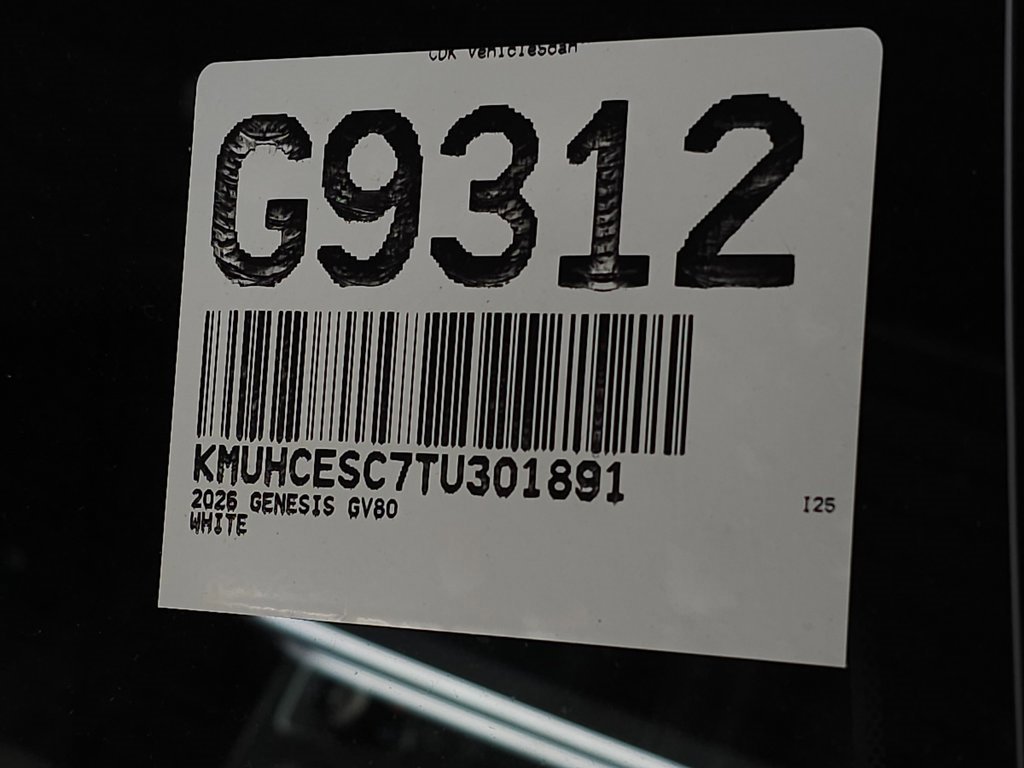 CDK VehicleScan
G9312
KMUHCESC7TU301891
2026 GENESIS GV80
WHITE
I25